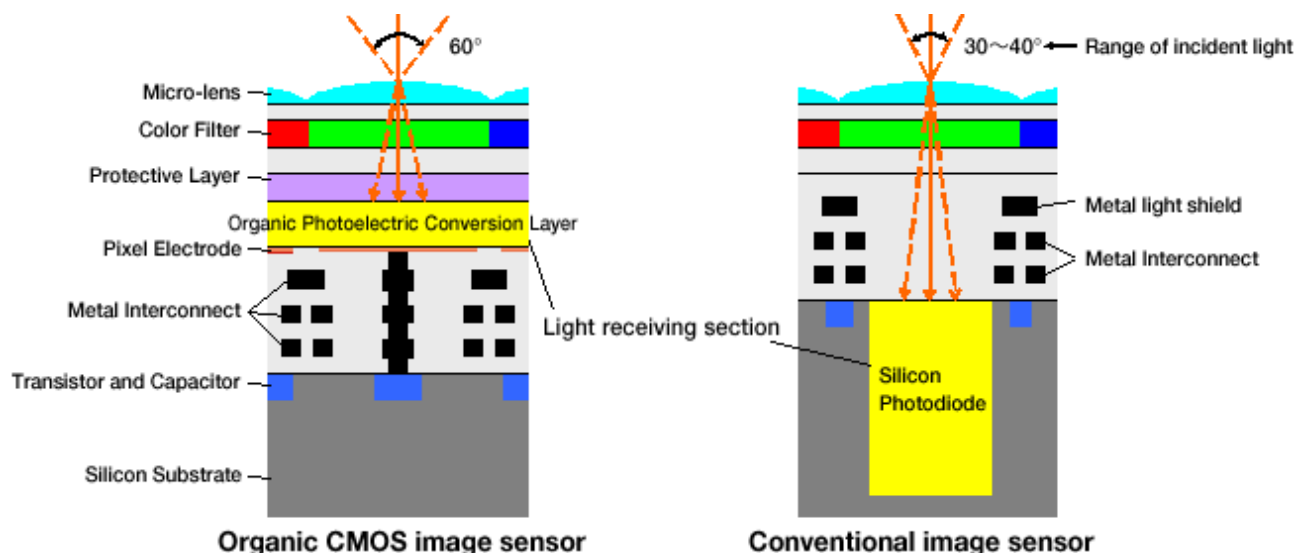 60°
30～40°
Range of incident light
Micro-lens
Color Filter
Protective Layer
Organic Photoelectric Conversion Layer
Pixel Electrode
Metal Interconnect
Transistor and Capacitor
Silicon Substrate
Light receiving section
Metal light shield
Metal Interconnect
Silicon
Photodiode
Organic CMOS image sensor
Conventional image sensor